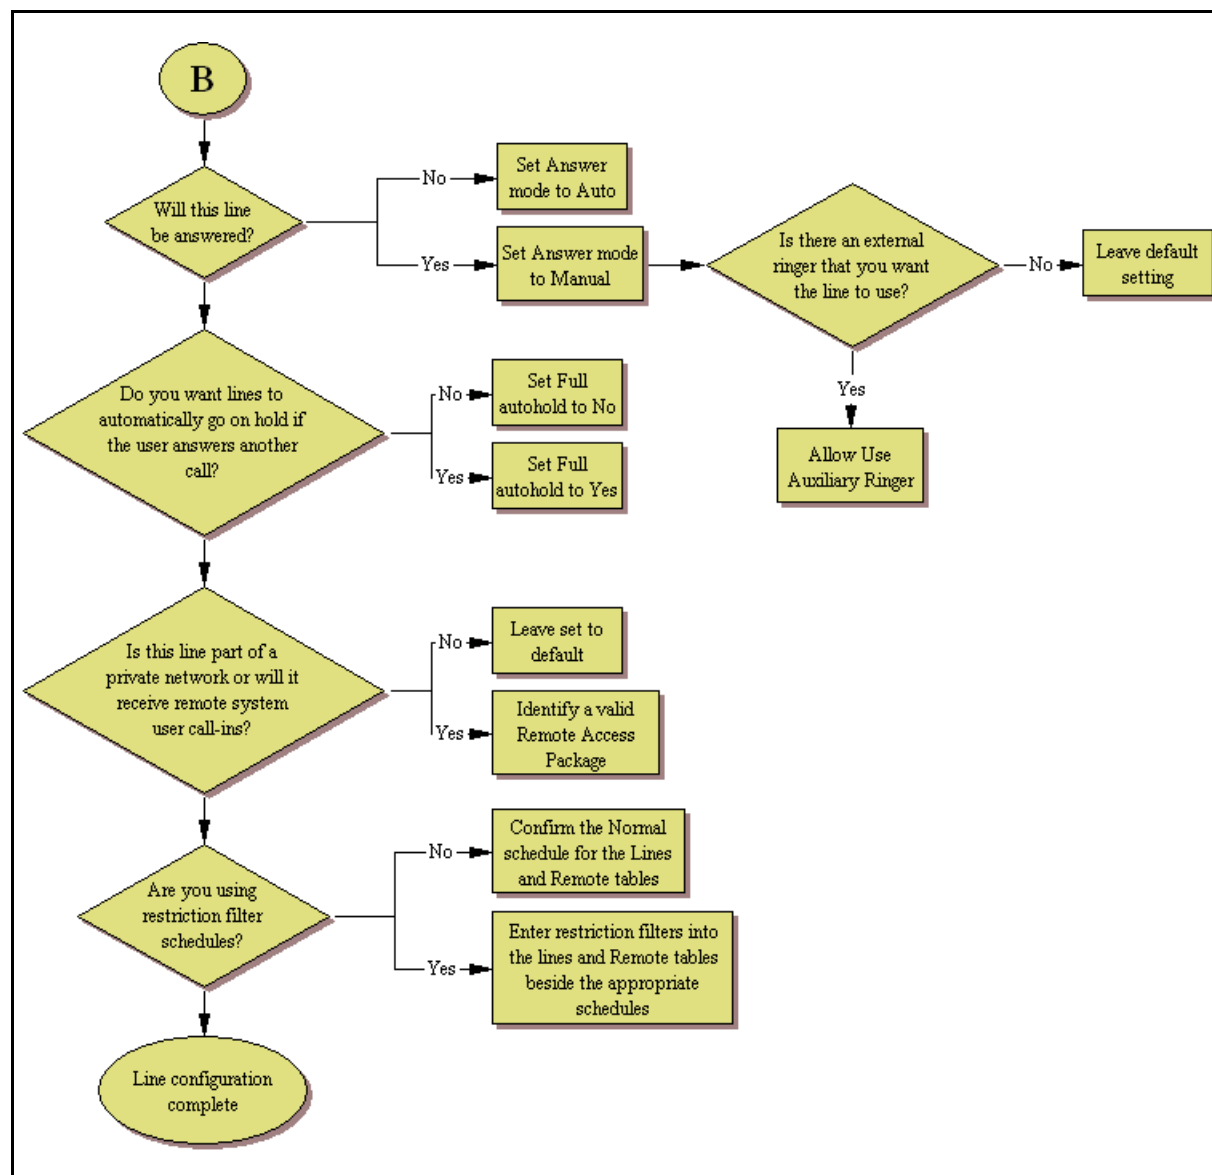 B
Will this line
be answered?
No
Set Answer
mode to Auto
Yes
Set Answer mode
to Manual
Is there an external
ringer that you want
the line to use?
No
Leave default
setting
Yes
Allow Use
Auxiliary Ringer
Do you want lines to
automatically go on hold if
the user answers another
call?
No
Set Full
autohold to No
Yes
Set Full
autohold to Yes
Is this line part of a
private network or will it
receive remote system
user call-ins?
No
Leave set to
default
Yes
Identify a valid
Remote Access
Package
Are you using
restriction filter
schedules?
No
Confirm the Normal
schedule for the Lines
and Remote tables
Yes
Enter restriction filters into
the lines and Remote tables
beside the appropriate
schedules
Line configuration
complete